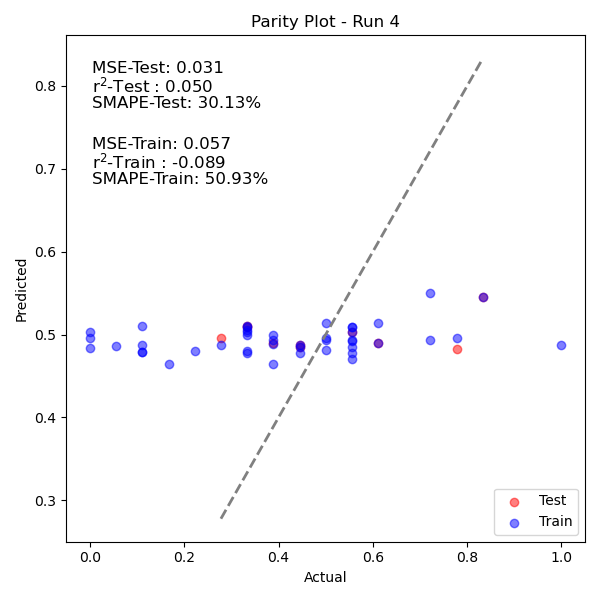 Parity Plot - Run 4
MSE-Test: 0.031
r²-Test : 0.050
SMAPE-Test: 30.13%
MSE-Train: 0.057
r²-Train : -0.089
SMAPE-Train: 50.93%
0.8
0.7
0.6
0.5
0.4
0.3
Predicted
Test
Train
0.0 0.2 0.4 0.6 0.8 1.0
Actual